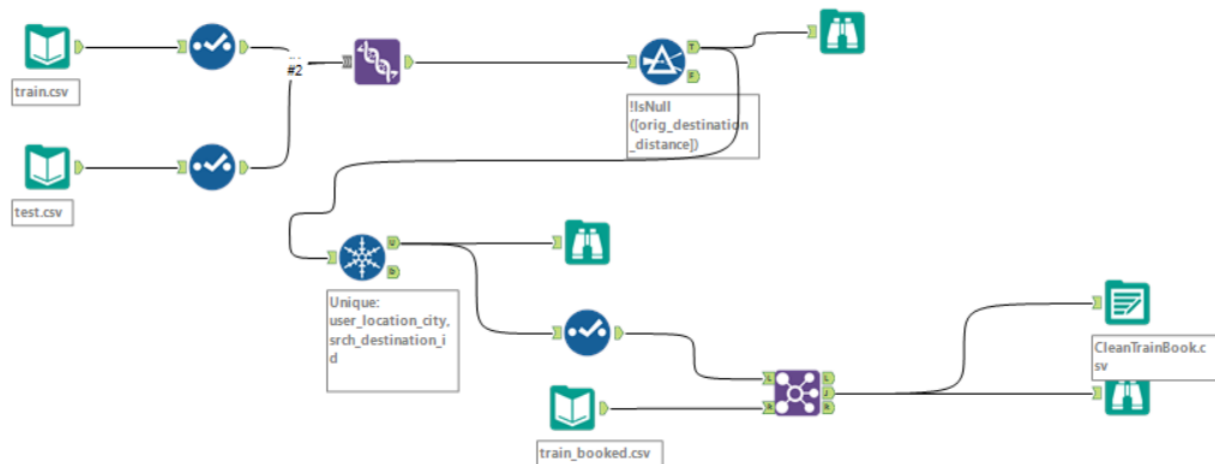 #2
train.csv
T
F
!IsNull
([orig_destination
_distance])
test.csv
U
D
Unique:
user_location_city,
srch_destination_i
d
L
R
L
J
R
CleanTrainBook.c
sv
train_booked.csv